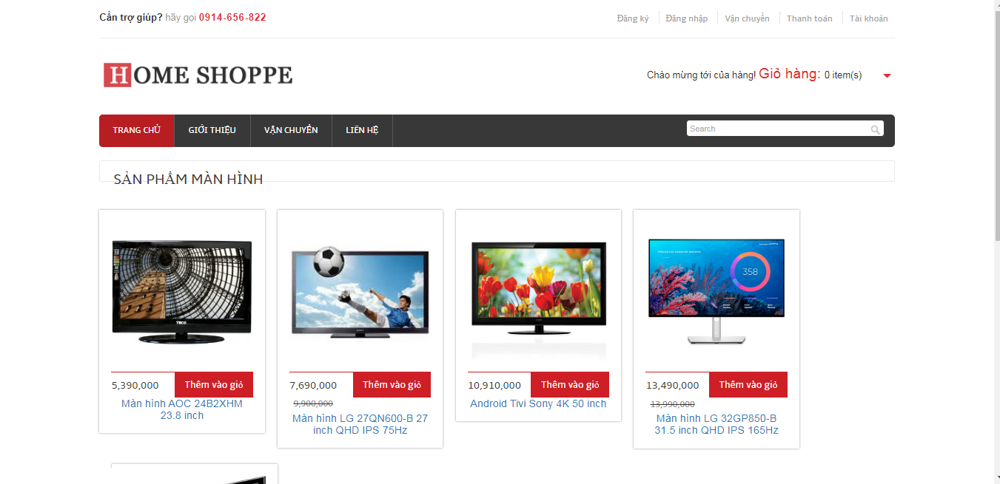 Cần trợ giúp? hãy gọi 0914-656-822
Đăng ký
Đăng nhập
Vận chuyển
Thanh toán
Tài khoản
HOME SHOPPE
Chào mừng tới của hàng! Giỏ hàng: 0 item(s)
TRANG CHỦ
GIỚI THIỆU
VẬN CHUYỂN
LIÊN HỆ
Search
SẢN PHẨM MÀN HÌNH
TECO
358
5,390,000
Thêm vào giỏ
Màn hình AOC 24B2XHM
23.8 inch
7,690,000
Thêm vào giỏ
9,900,000
Màn hình LG 27QN600-B 27
inch QHD IPS 75Hz
10,910,000
Thêm vào giỏ
Android Tivi Sony 4K 50 inch
13,490,000
Thêm vào giỏ
13,990,000
Màn hình LG 32GP850-B
31.5 inch QHD IPS 165Hz